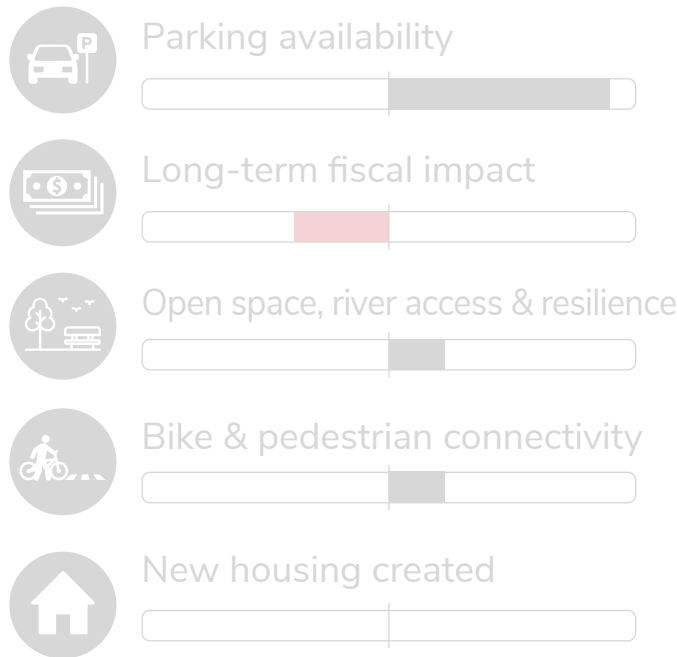 P
Parking availability
$
Long-term fiscal impact
Open space, river access & resilience
Bike & pedestrian connectivity
New housing created